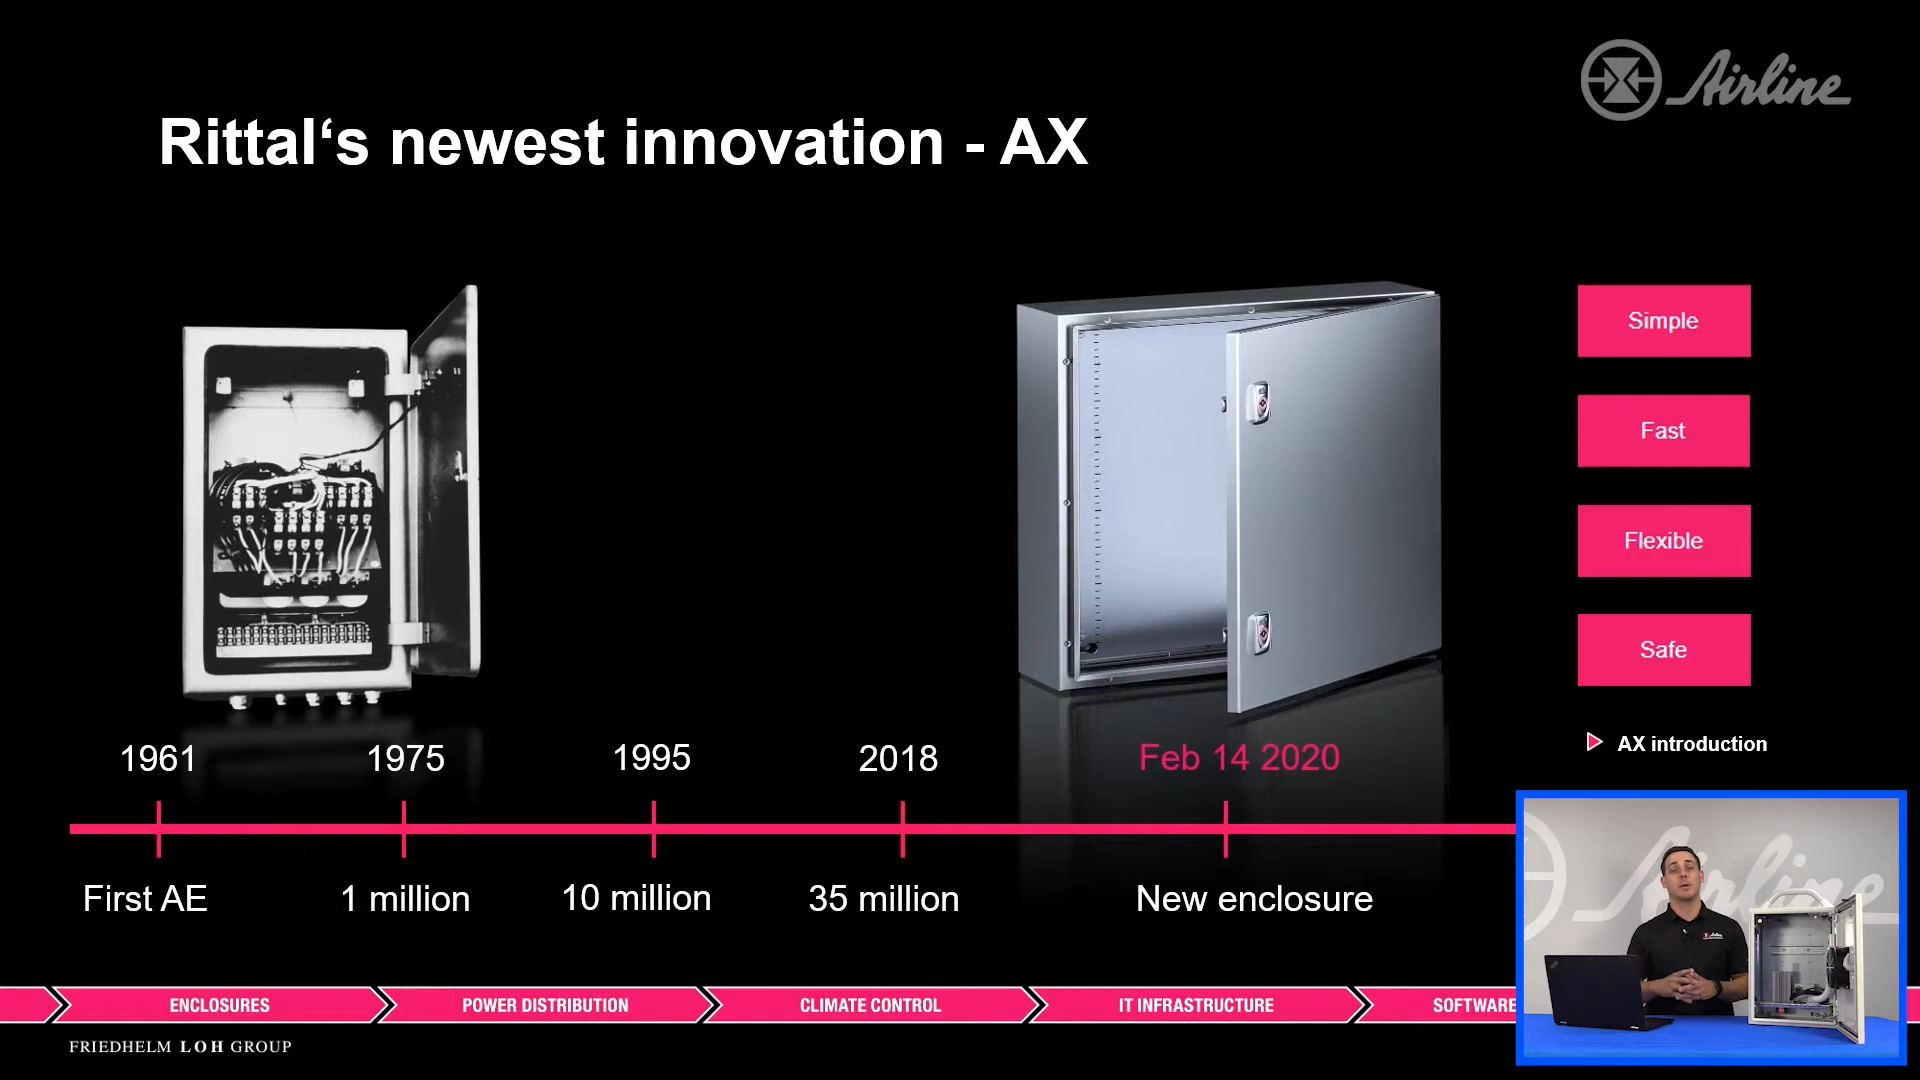 Airline
Rittal‘s newest innovation - AX
Simple
Fast
Flexible
Safe
AX introduction
1961
1975
1995
2018
Feb 14 2020
First AE
1 million
10 million
35 million
New enclosure
Airline
ENCLOSURES
POWER DISTRIBUTION
CLIMATE CONTROL
IT INFRASTRUCTURE
SOFTWARE
FRIEDHELM LOH GROUP